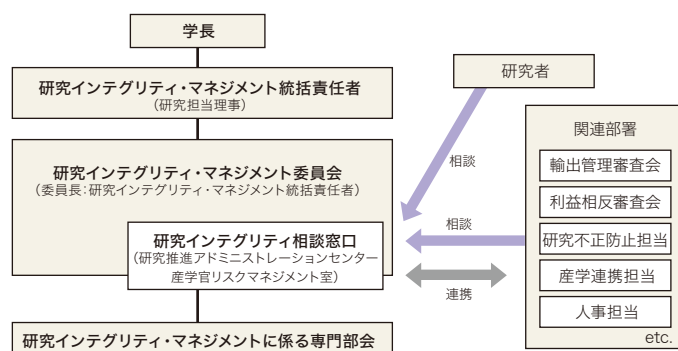 学長
研究インテグリティ・マネジメント統括責任者
（研究担当理事）
研究者
研究インテグリティ・マネジメント委員会
（委員長：研究インテグリティ・マネジメント統括責任者）
研究インテグリティ相談窓口
（研究推進アドミニストレーションセンター
産学官リスクマネジメント室）
研究インテグリティ・マネジメントに係る専門部会
相談
相談
連携
関連部署
輸出管理審査会
利益相反審査会
研究不正防止担当
産学連携担当
人事担当
etc.